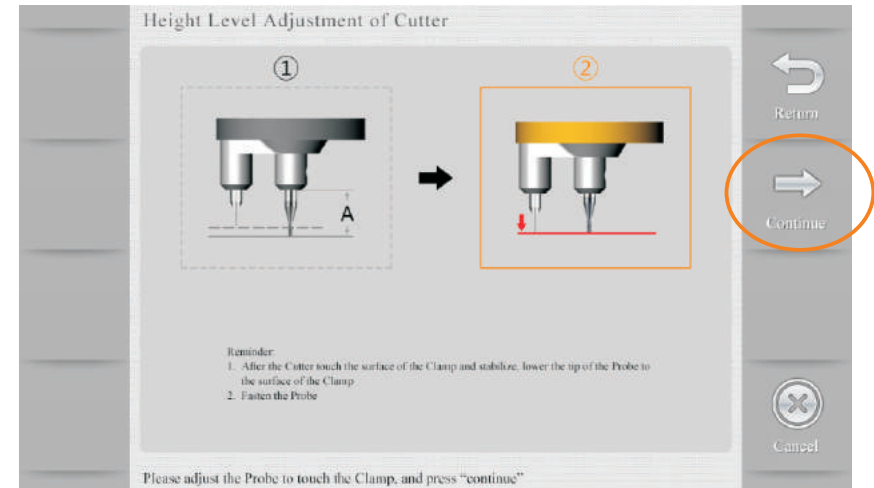 Height Level Adjustment of Cutter
① ②
A
Return
Continue
Reminder:
1. After the Cutter touch the surface of the Clamp and stabilize, lower the tip of the Probe to
the surface of the Clamp
2. Fasten the Probe
Cancel
Please adjust the Probe to touch the Clamp, and press “continue”